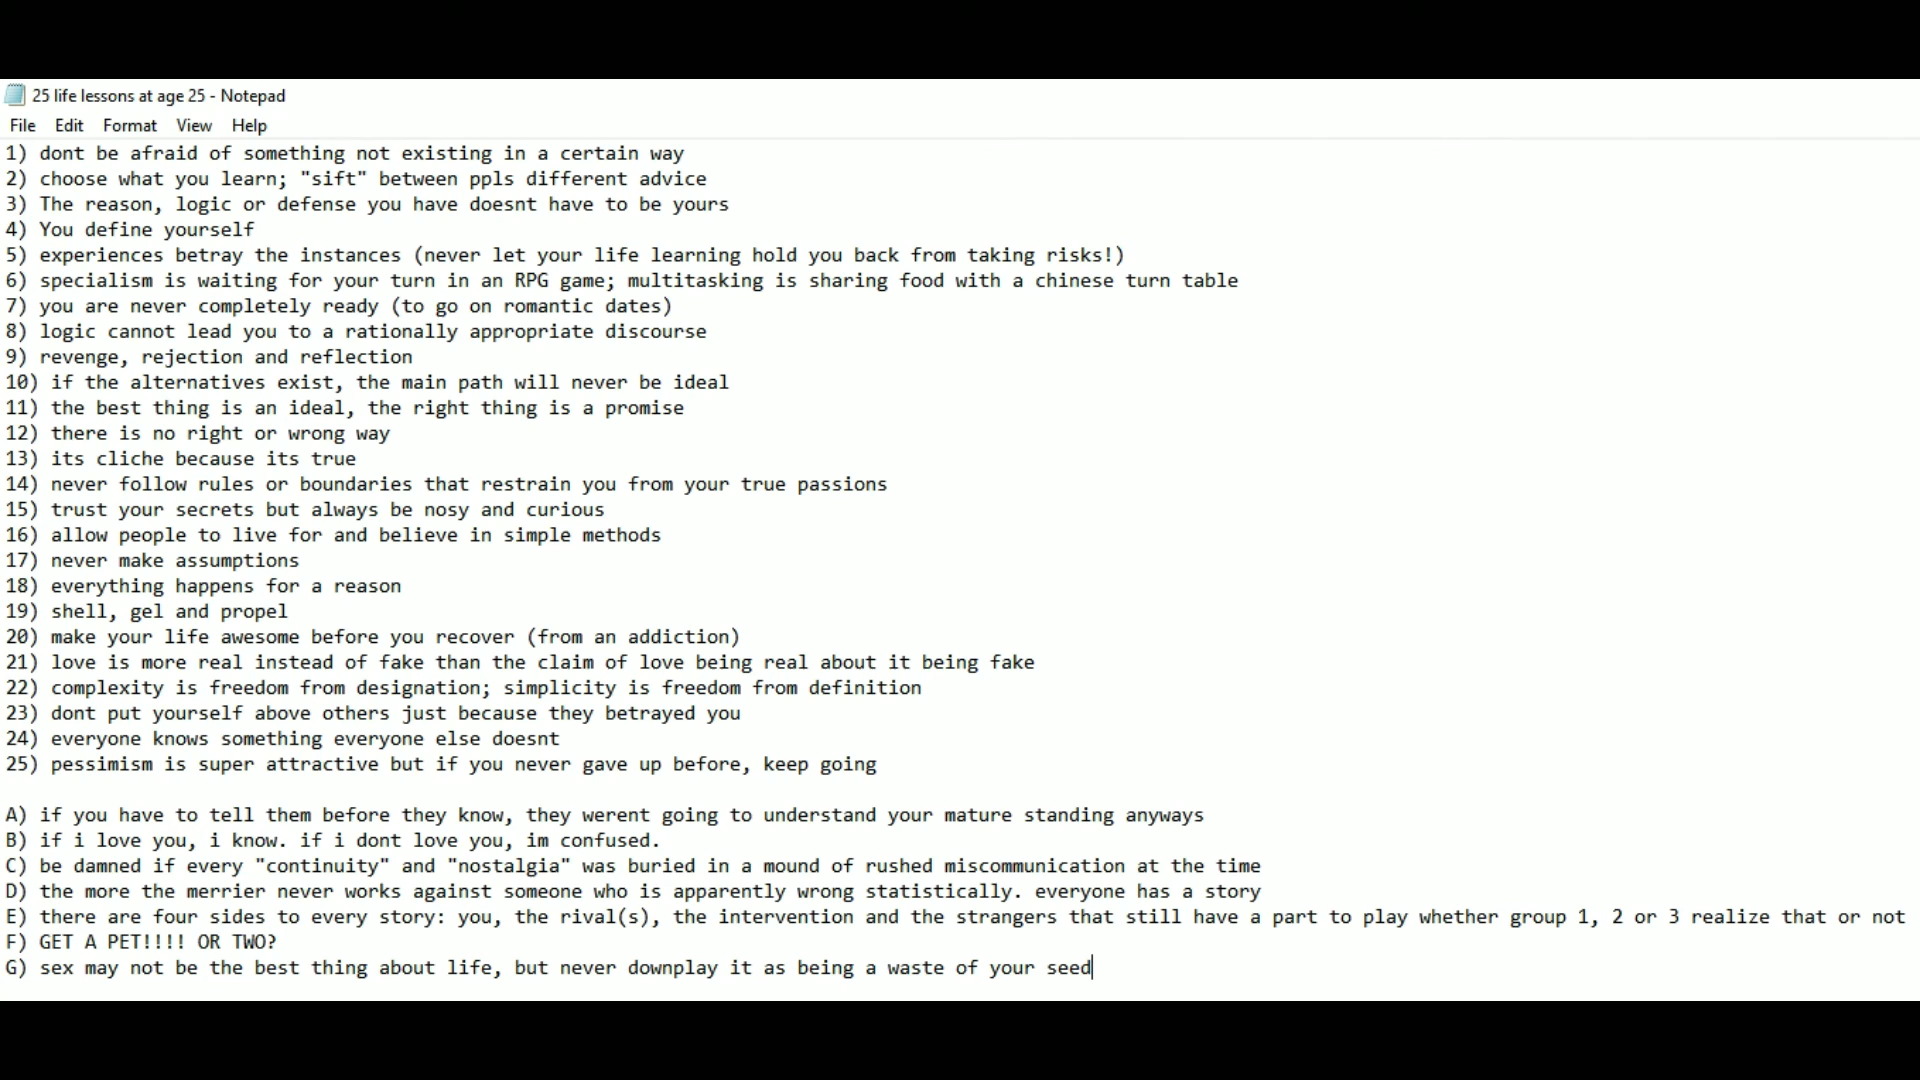 25 life lessons at age 25 - Notepad
File Edit Format View Help
1) dont be afraid of something not existing in a certain way
2) choose what you learn; "sift" between ppls different advice
3) The reason, logic or defense you have doesnt have to be yours
4) You define yourself
5) experiences betray the instances (never let your life learning hold you back from taking risks!)
6) specialism is waiting for your turn in an RPG game; multitasking is sharing food with a chinese turn table
7) you are never completely ready (to go on romantic dates)
8) logic cannot lead you to a rationally appropriate discourse
9) revenge, rejection and reflection
10) if the alternatives exist, the main path will never be ideal
11) the best thing is an ideal, the right thing is a promise
12) there is no right or wrong way
13) its cliche because its true
14) never follow rules or boundaries that restrain you from your true passions
15) trust your secrets but always be nosy and curious
16) allow people to live for and believe in simple methods
17) never make assumptions
18) everything happens for a reason
19) shell, gel and propel
20) make your life awesome before you recover (from an addiction)
21) love is more real instead of fake than the claim of love being real about it being fake
22) complexity is freedom from designation; simplicity is freedom from definition
23) dont put yourself above others just because they betrayed you
24) everyone knows something everyone else doesnt
25) pessimism is super attractive but if you never gave up before, keep going
A) if you have to tell them before they know, they werent going to understand your mature standing anyways
B) if i love you, i know. if i dont love you, im confused.
C) be damned if every "continuity" and "nostalgia" was buried in a mound of rushed miscommunication at the time
D) the more the merrier never works against someone who is apparently wrong statistically. everyone has a story
E) there are four sides to every story: you, the rival(s), the intervention and the strangers that still have a part to play whether group 1, 2 or 3 realize that or not
F) GET A PET!!!! OR TWO?
G) sex may not be the best thing about life, but never downplay it as being a waste of your seed